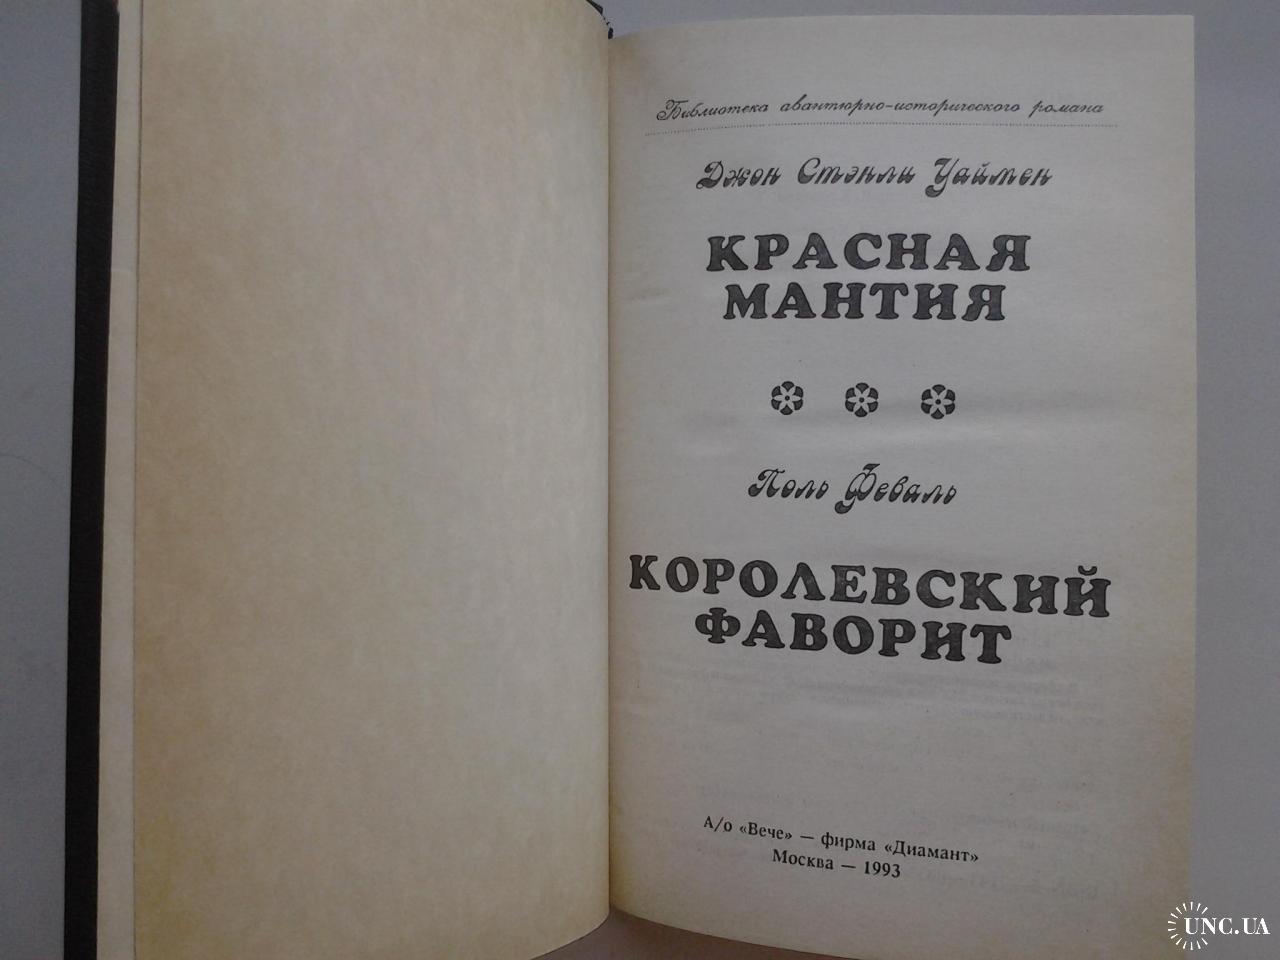 Библиотека авантюрно-исторического романа
Джон Стэнли Уаймен
КРАСНАЯ
МАНТИЯ
Поль Феваль
КОРОЛЕВСКИЙ
ФАВОРИТ
А/о «Вече» — фирма «Диамант»
Москва — 1993
UNC.UA